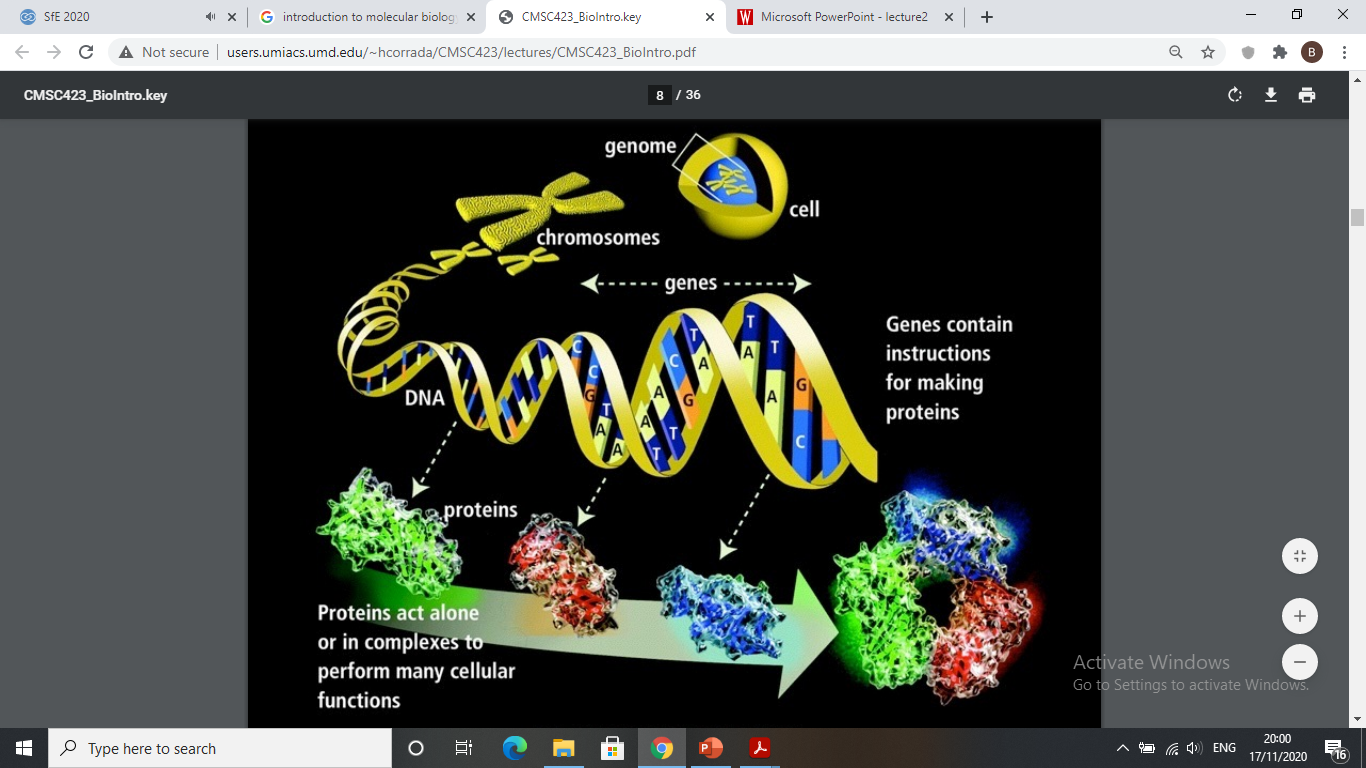 SfE 2020
introduction to molecular biolog
CMSC423_BioIntro.key
Microsoft PowerPoint - lecture2
Not secure
users.umiacs.umd.edu/~hcorrada/CMSC423/lectures/CMSC423_BioIntro.pdf
B
CMSC423_BioIntro.key
8 / 36
genome
cell
chromosomes
genes
Genes contain
instructions
for making
proteins
DNA
C
C
G
T
A
A
A
A
T
C
T
T
G
A
T
A
T
A
G
C
proteins
Proteins act alone
or in complexes to
perform many cellular
functions
Activate Windows
Go to Settings to activate Windows.
Type here to search
ENG
20:00
17/11/2020
16